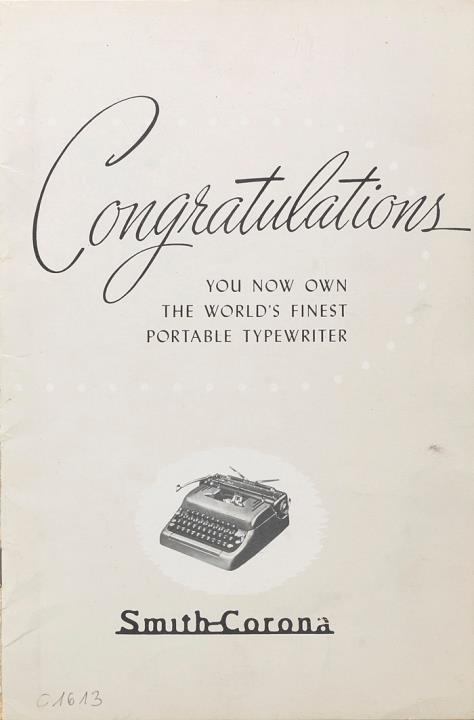 Congratulations
YOU NOW OWN
THE WORLD'S FINEST
PORTABLE TYPEWRITER
Smith-Corona
C1613